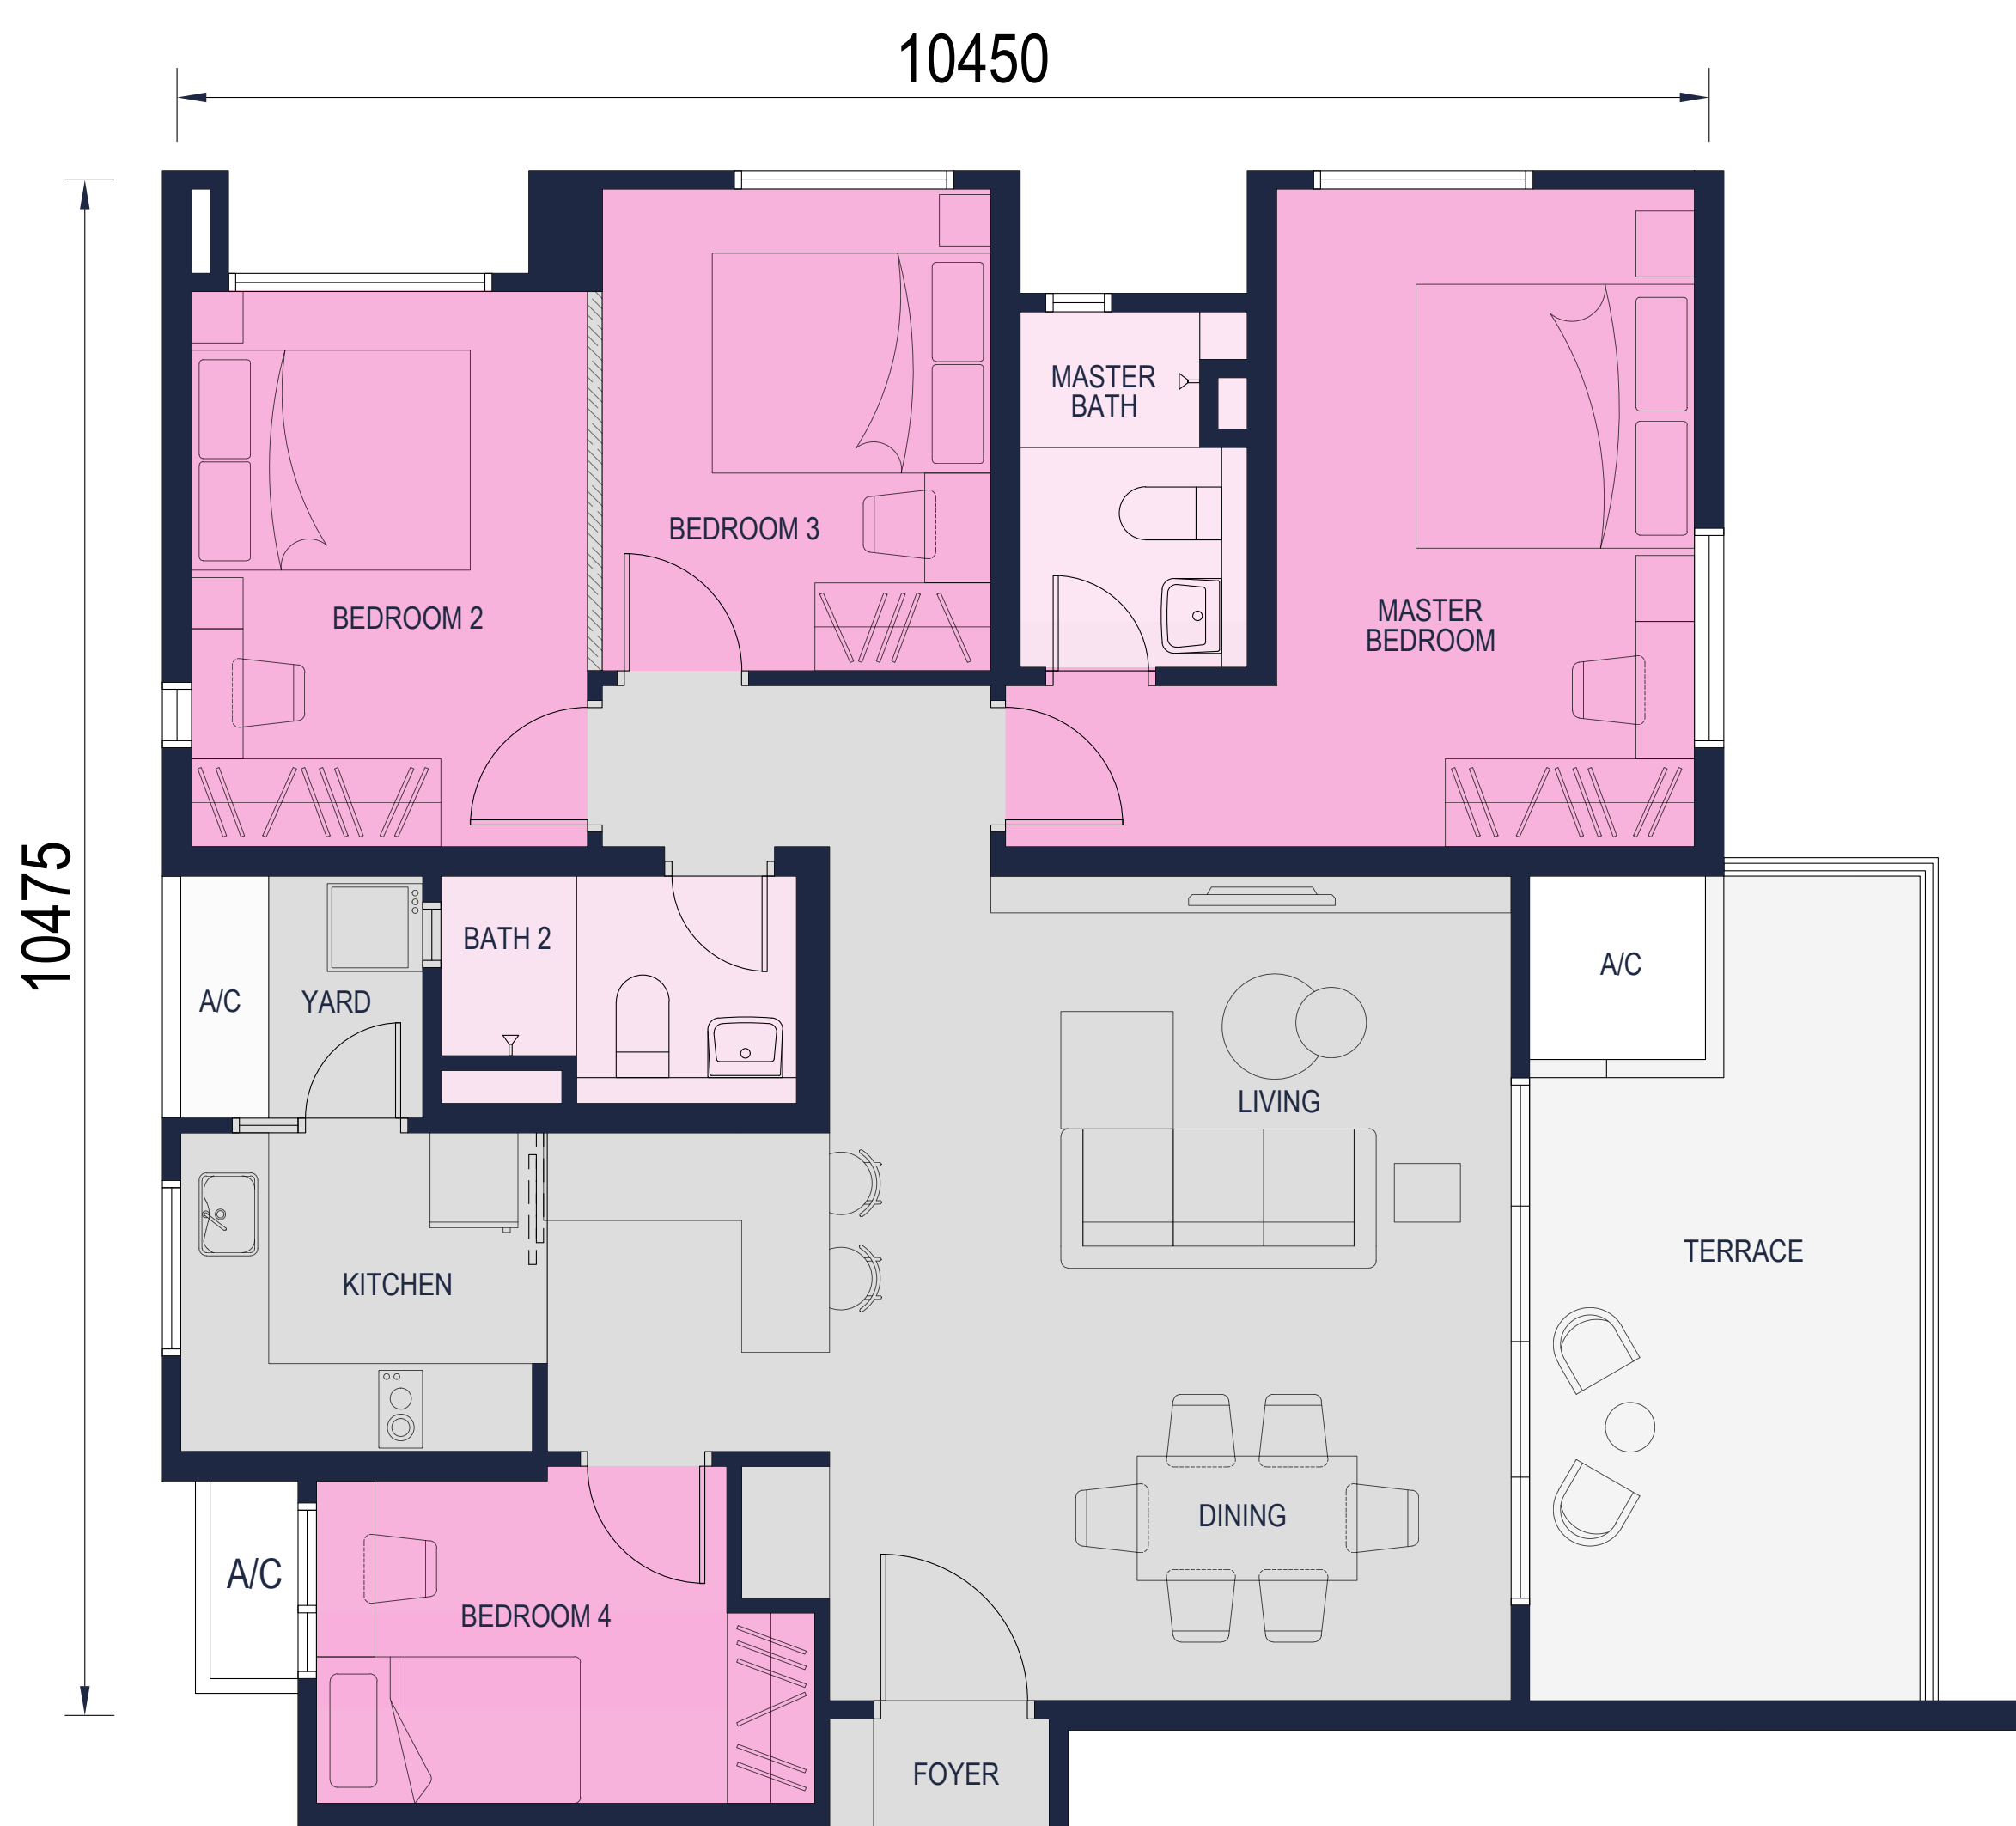 10450
MASTER
BATH
BEDROOM 3
BEDROOM 2
MASTER
BEDROOM
10475
BATH 2
A/C
A/C
YARD
LIVING
TERRACE
KITCHEN
DINING
A/C
BEDROOM 4
FOYER